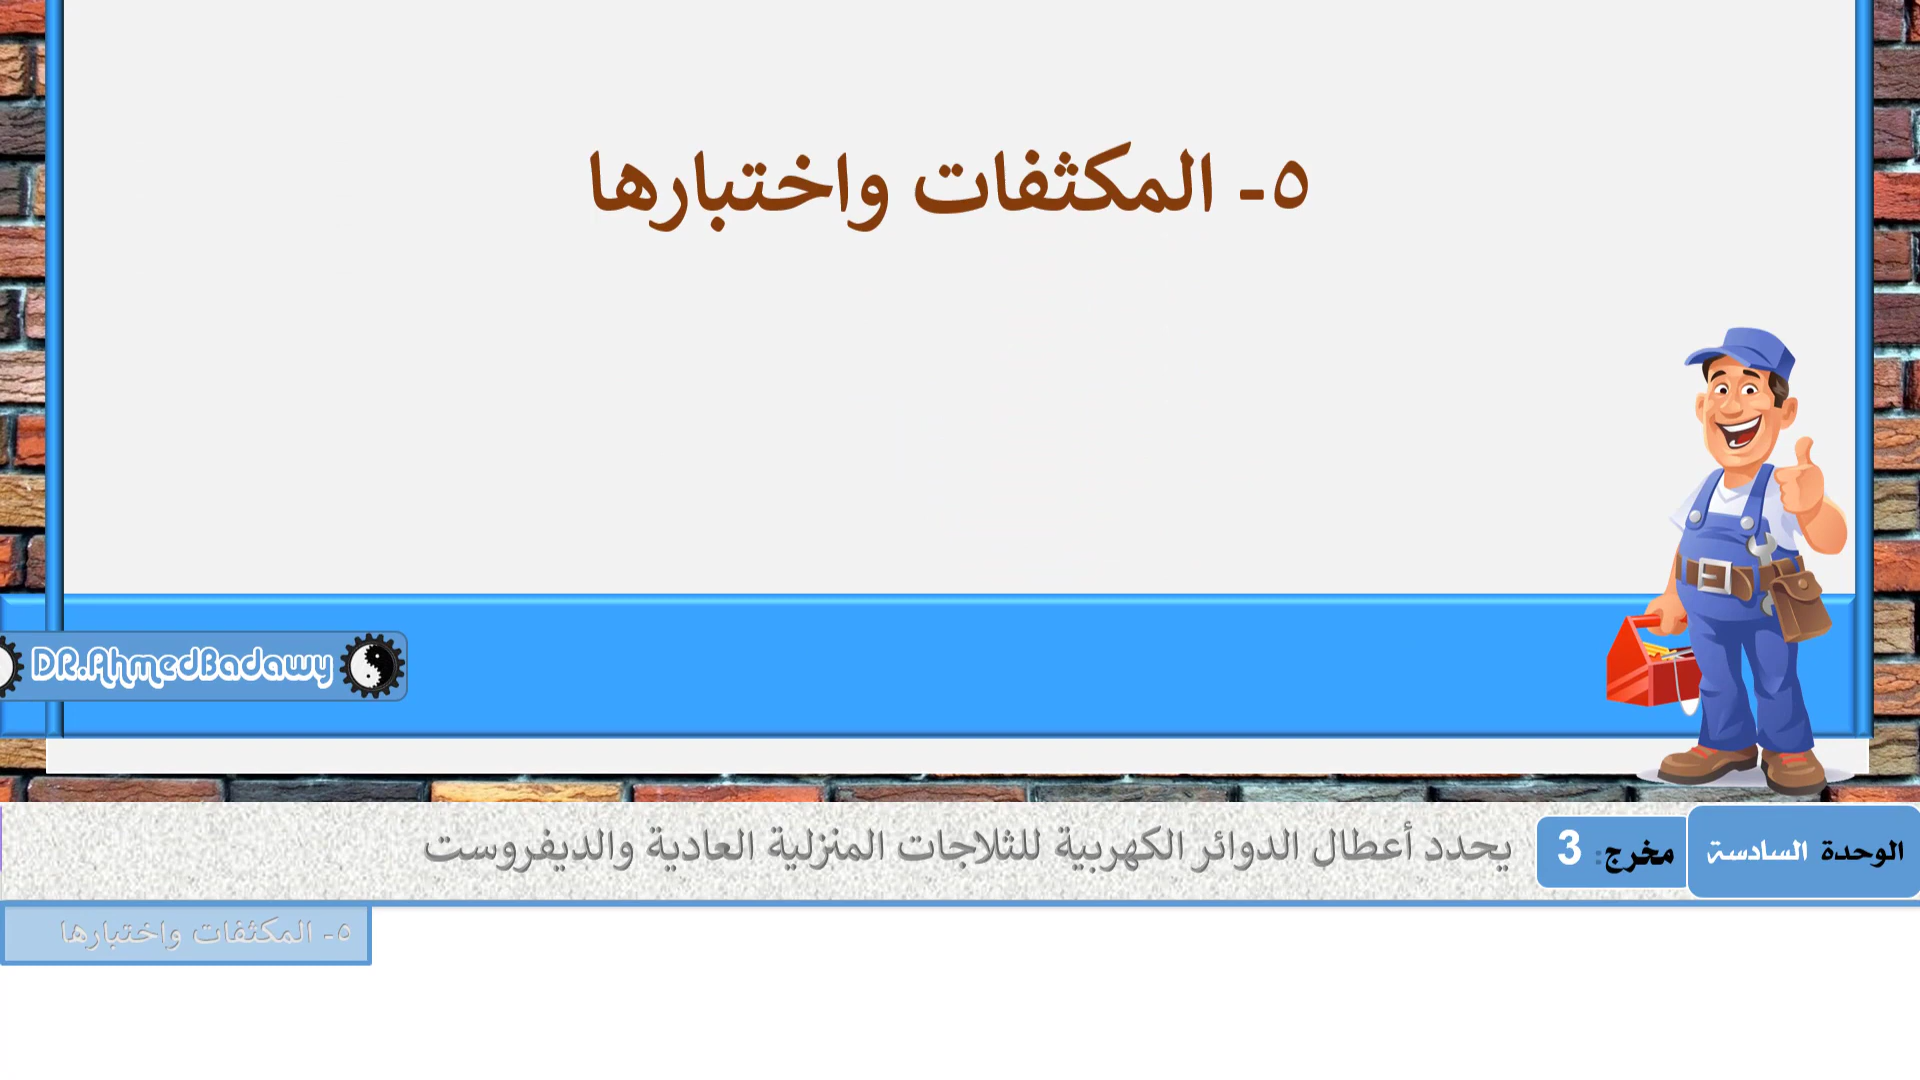 ٥- المكثفات واختبارها
DR.AhmedBadawy
الوحدة السادسة
مخرج: 3
يحدد أعطال الدوائر الكهربية للثلاجات المنزلية العادية والديفروست
٥- المكثفات واختبارها